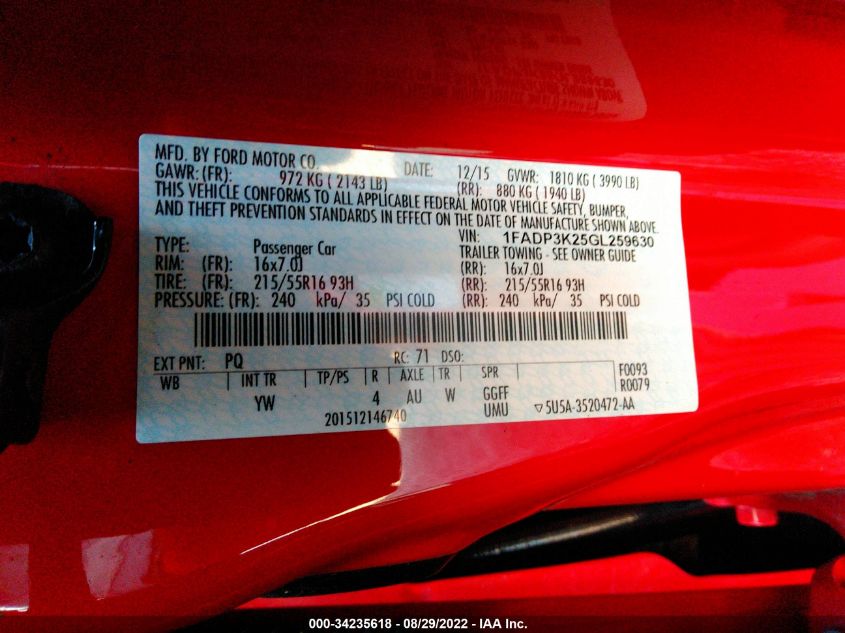 MFD. BY FORD MOTOR CO. DATE: 12/15 GVWR: 1810 KG ( 3990 LB)
GAWR: (FR): 972 KG ( 2143 LB) (RR): 880 KG ( 1940 LB)
THIS VEHICLE CONFORMS TO ALL APPLICABLE FEDERAL MOTOR VEHICLE SAFETY, BUMPER,
AND THEFT PREVENTION STANDARDS IN EFFECT ON THE DATE OF MANUFACTURE SHOWN ABOVE.
VIN: 1FADP3K25GL259630
TYPE: Passenger Car TRAILER TOWING - SEE OWNER GUIDE
RIM: (FR): 16x7.0J (RR): 16x7.0J
TIRE: (FR): 215/55R16 93H (RR): 215/55R16 93H
PRESSURE: (FR): 240 kPa/ 35 PSI COLD (RR): 240 kPa/ 35 PSI COLD
EXT PNT: PQ RC: 71 DSO:
WB INT TR TP/PS R AXLE TR SPR F0093
R0079
YW 4 AU W GGFF
UMU
201512146740 ▽5U5A-3520472-AA
000-34235618 - 08/29/2022 - IAA Inc.